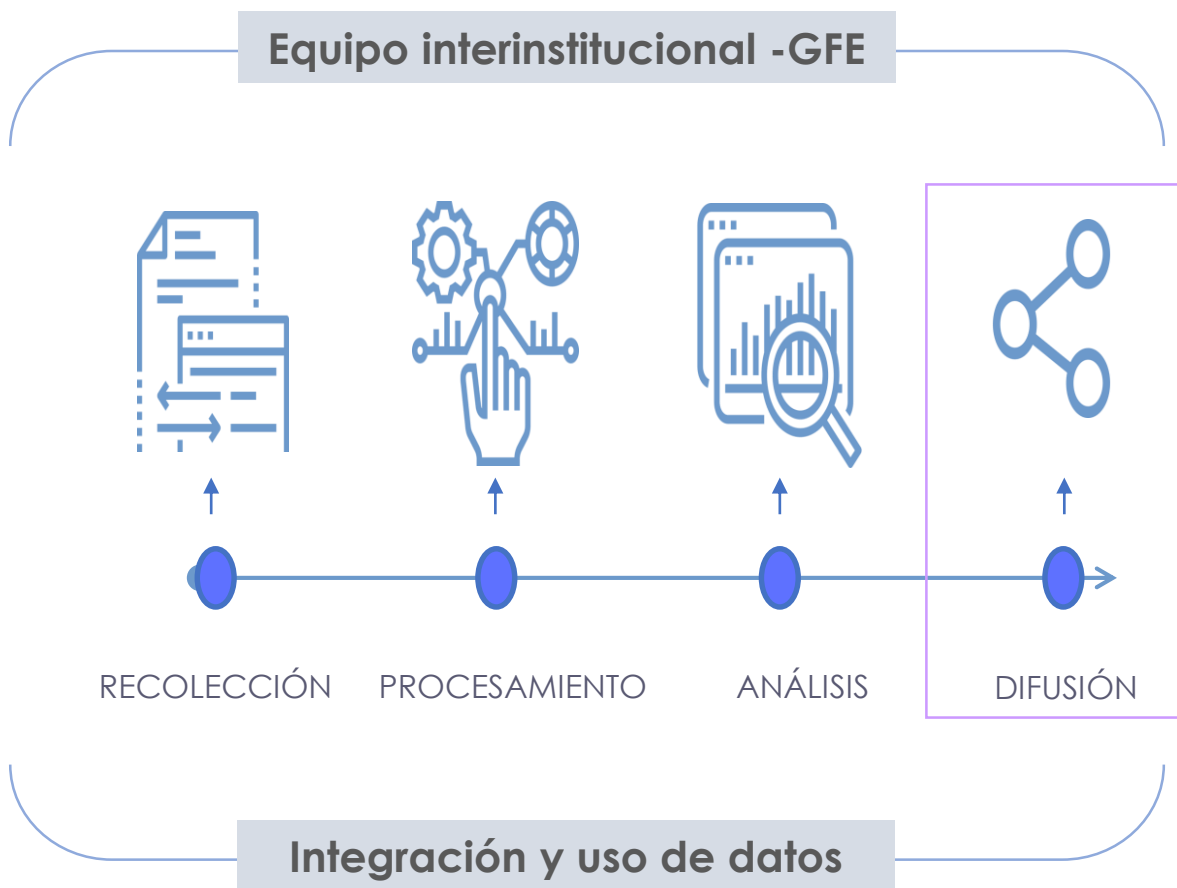 Equipo interinstitucional -GFE
RECOLECCIÓN
PROCESAMIENTO
ANÁLISIS
DIFUSIÓN
Integración y uso de datos